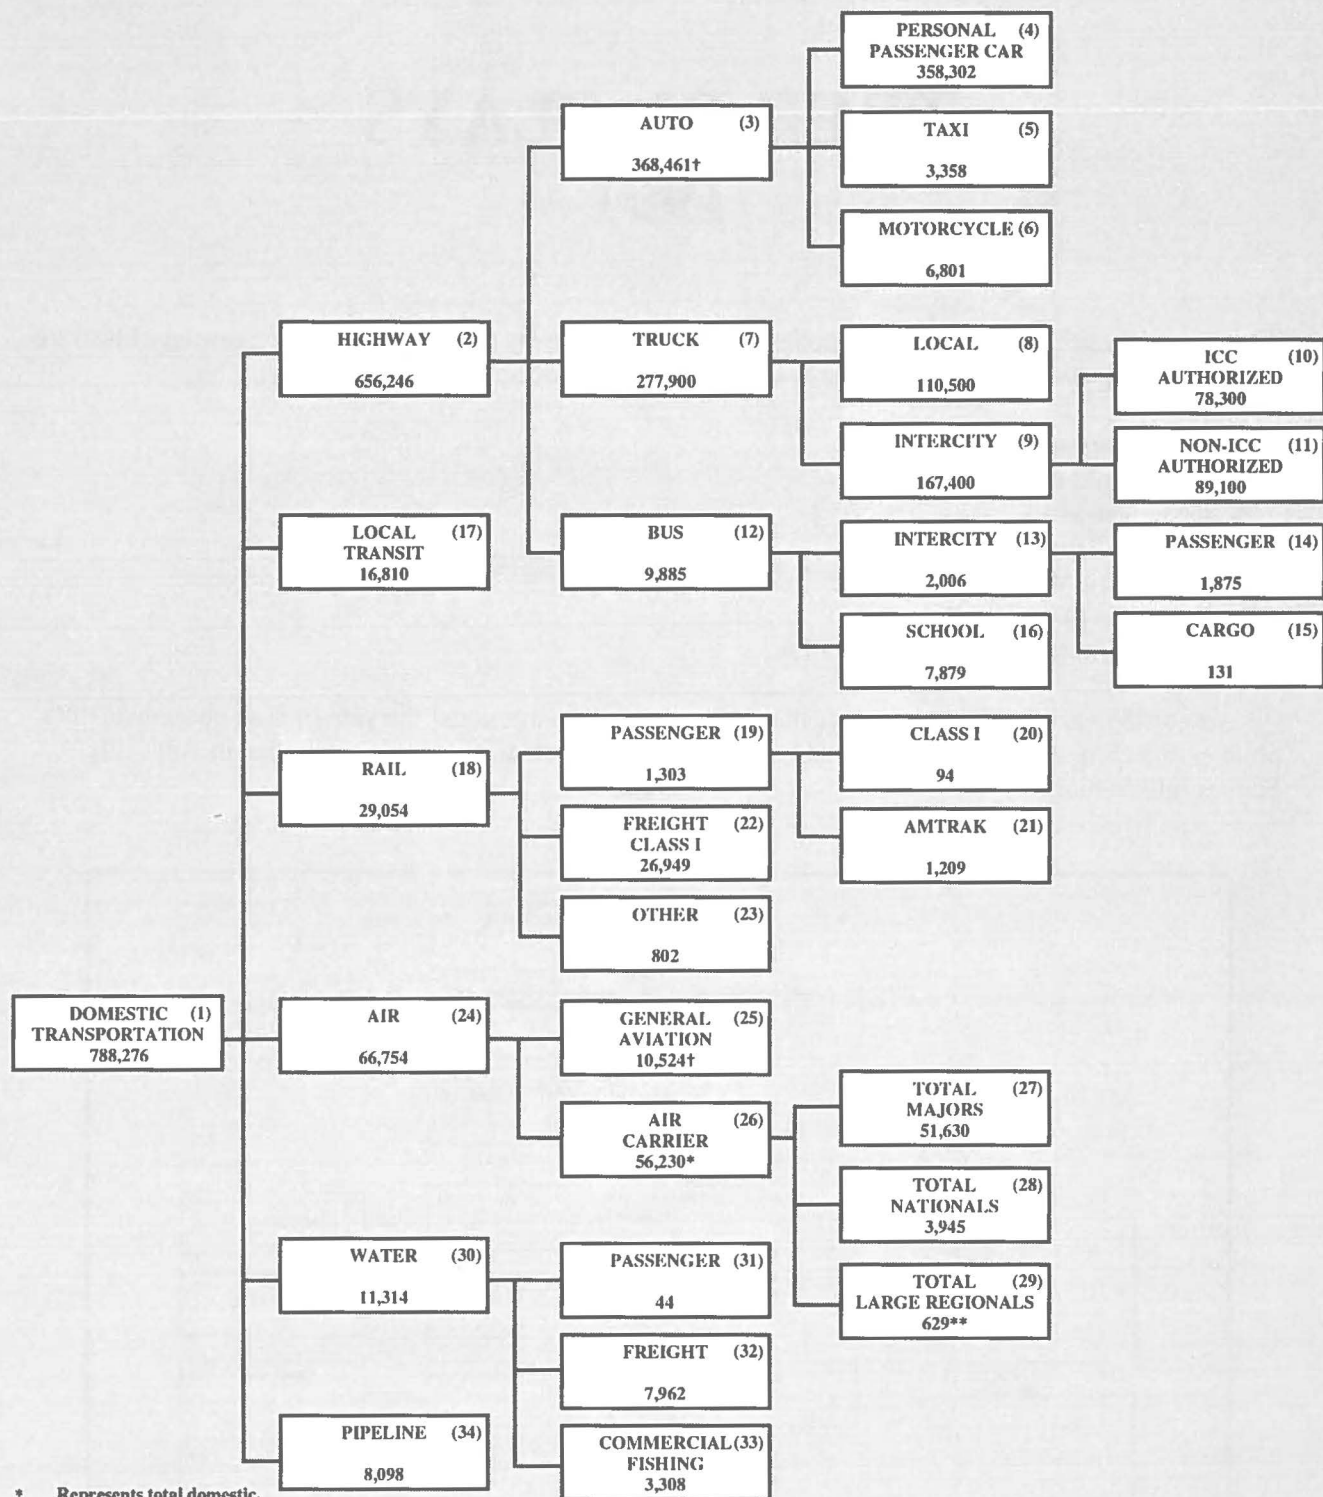 PERSONAL (4)
PASSENGER CAR
358,302
AUTO (3)
368,461†
TAXI (5)
3,358
MOTORCYCLE (6)
6,801
HIGHWAY (2)
656,246
TRUCK (7)
277,900
LOCAL (8)
110,500
ICC (10)
AUTHORIZED
78,300
INTERCITY (9)
167,400
NON-ICC (11)
AUTHORIZED
89,100
LOCAL (17)
TRANSIT
16,810
BUS (12)
9,885
INTERCITY (13)
2,006
PASSENGER (14)
1,875
SCHOOL (16)
7,879
CARGO (15)
131
RAIL (18)
29,054
PASSENGER (19)
1,303
CLASS I (20)
94
FREIGHT (22)
CLASS I
26,949
AMTRAK (21)
1,209
OTHER (23)
802
DOMESTIC (1)
TRANSPORTATION
788,276
AIR (24)
66,754
GENERAL (25)
AVIATION
10,524†
AIR (26)
CARRIER
56,230*
TOTAL (27)
MAJORS
51,630
TOTAL (28)
NATIONALS
3,945
TOTAL (29)
LARGE REGIONALS
629**
WATER (30)
11,314
PASSENGER (31)
44
FREIGHT (32)
7,962
COMMERCIAL (33)
FISHING
3,308
PIPELINE (34)
8,098
* Represents total domestic.